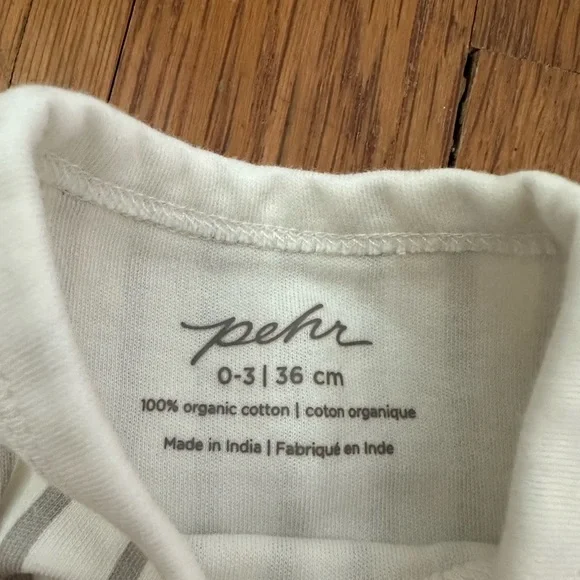 pehr
0-3 | 36 cm
100% organic cotton | coton organique
Made in India | Fabriqué en Inde